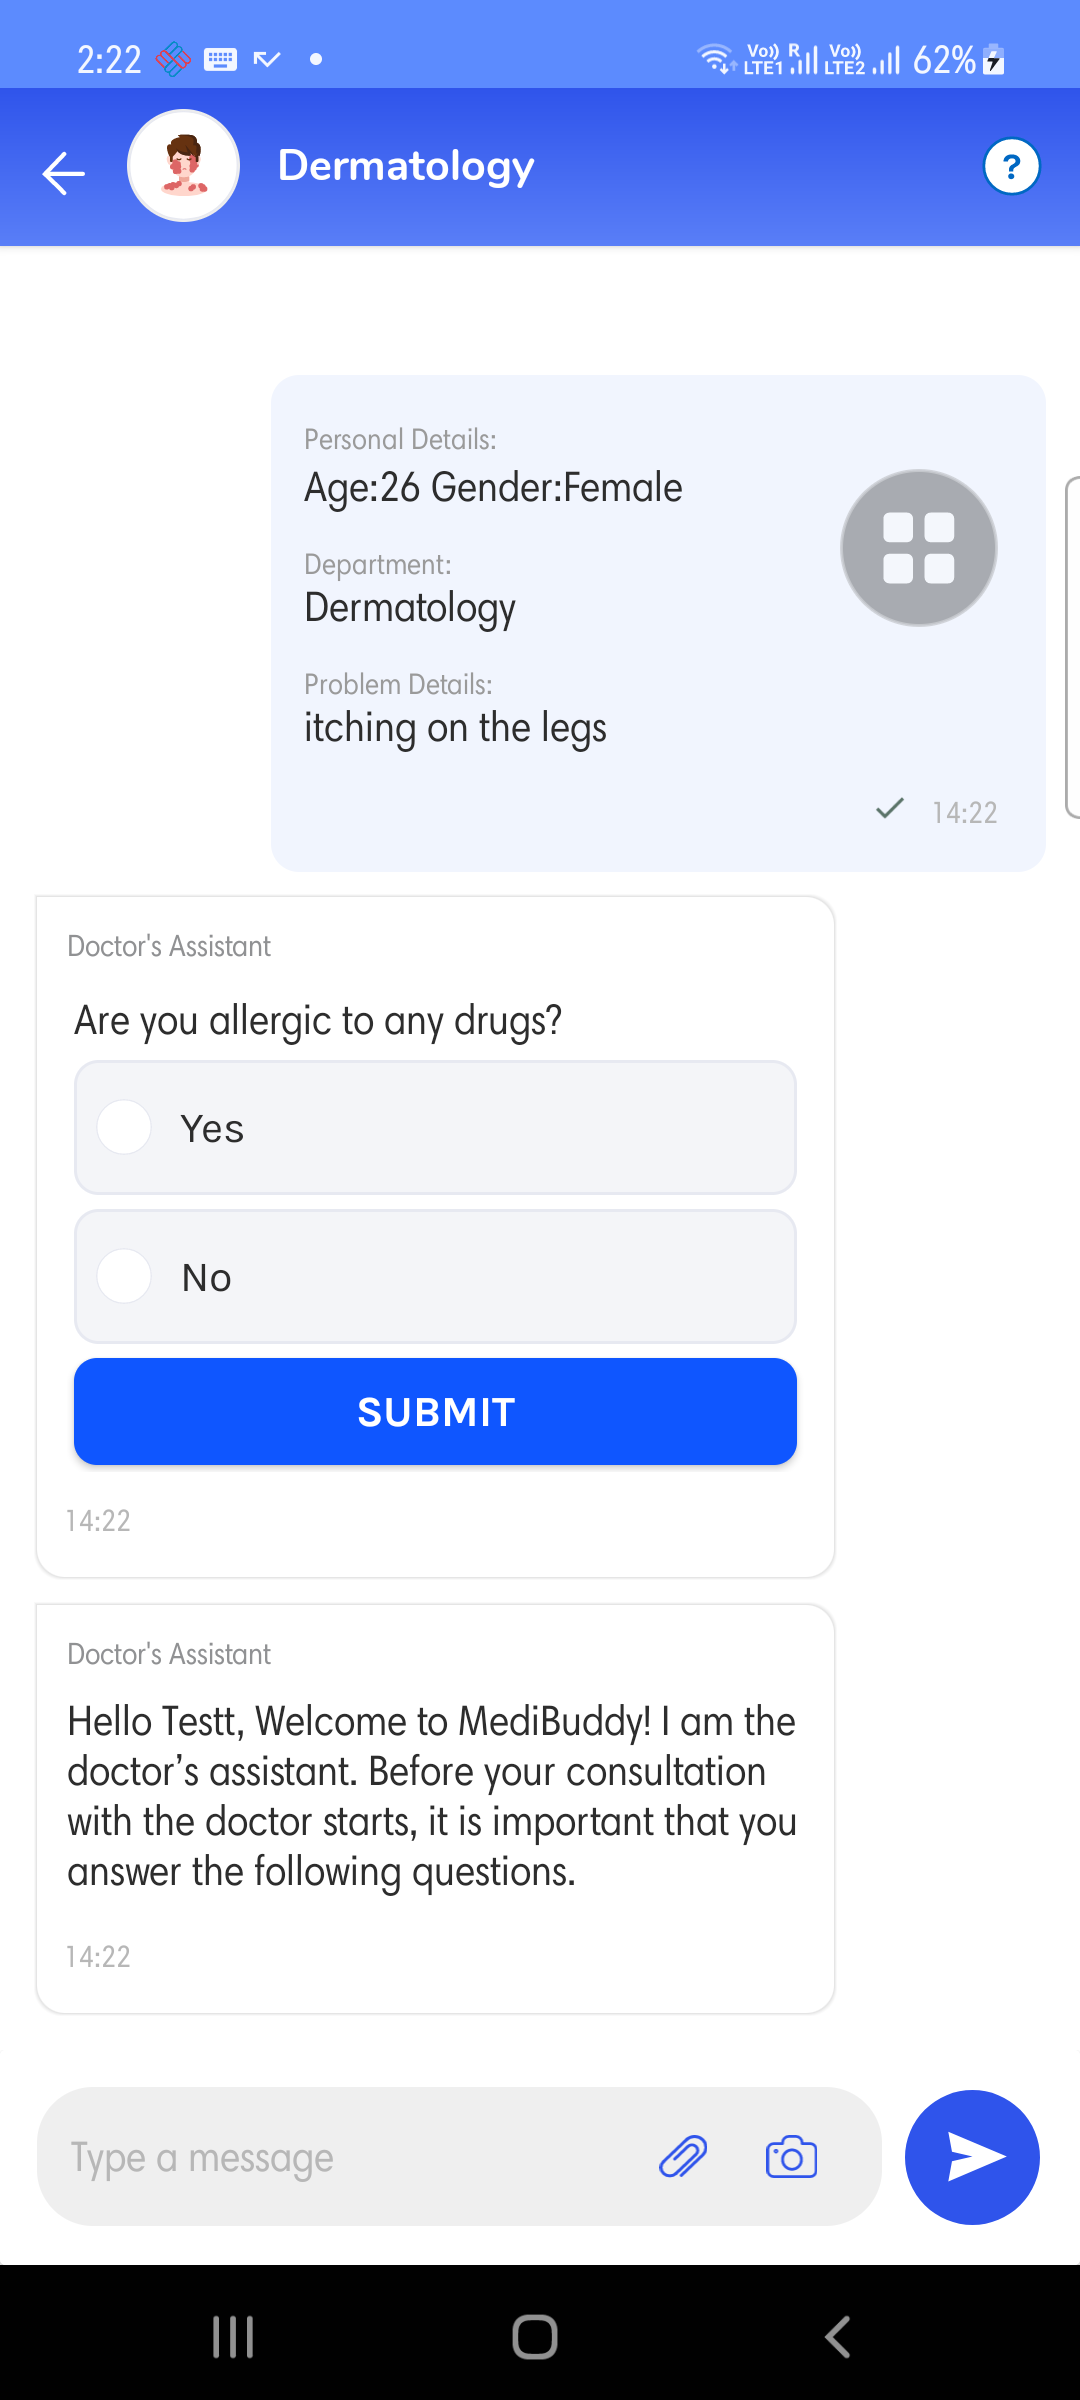 2:22
Vo)) R Vo))
LTE1 LTE2 62%
Dermatology
?
Personal Details:
Age:26 Gender:Female
Department:
Dermatology
Problem Details:
itching on the legs
14:22
Doctor's Assistant
Are you allergic to any drugs?
Yes
No
SUBMIT
14:22
Doctor's Assistant
Hello Testt, Welcome to MediBuddy! I am the
doctor’s assistant. Before your consultation
with the doctor starts, it is important that you
answer the following questions.
14:22
Type a message